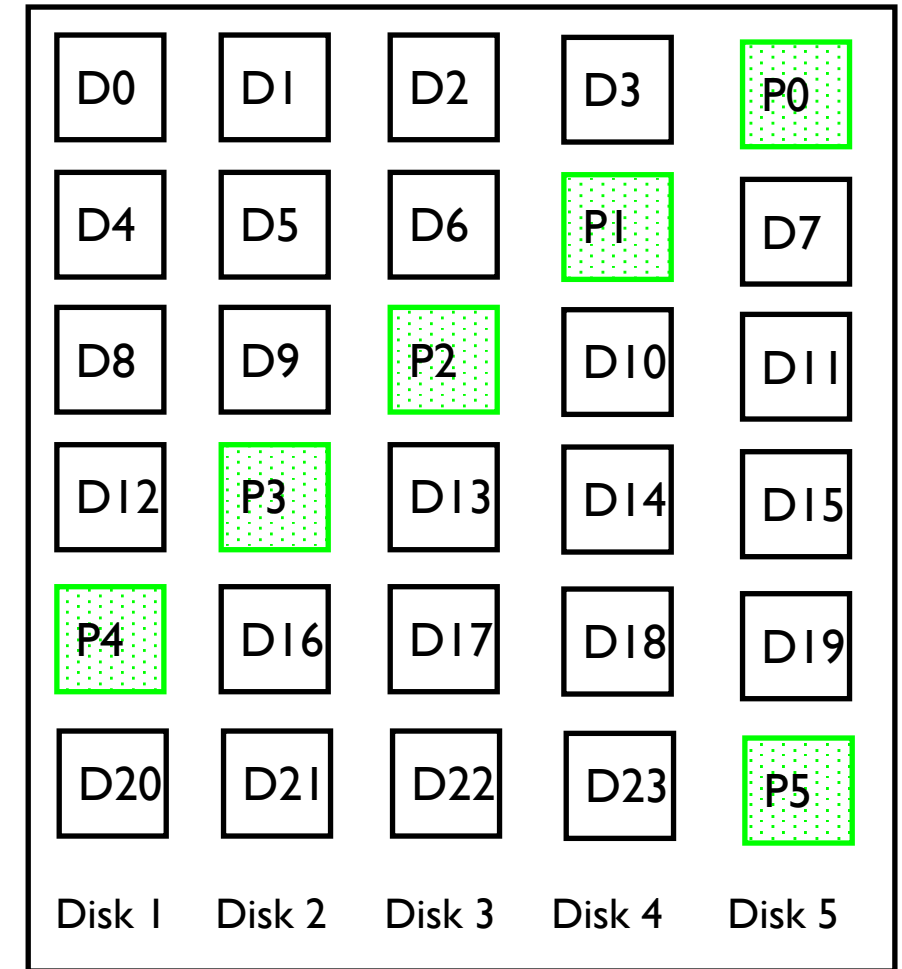 D0 D1 D2 D3 P0
D4 D5 D6 P1 D7
D8 D9 P2 D10 D11
D12 P3 D13 D14 D15
P4 D16 D17 D18 D19
D20 D21 D22 D23 P5
Disk 1 Disk 2 Disk 3 Disk 4 Disk 5